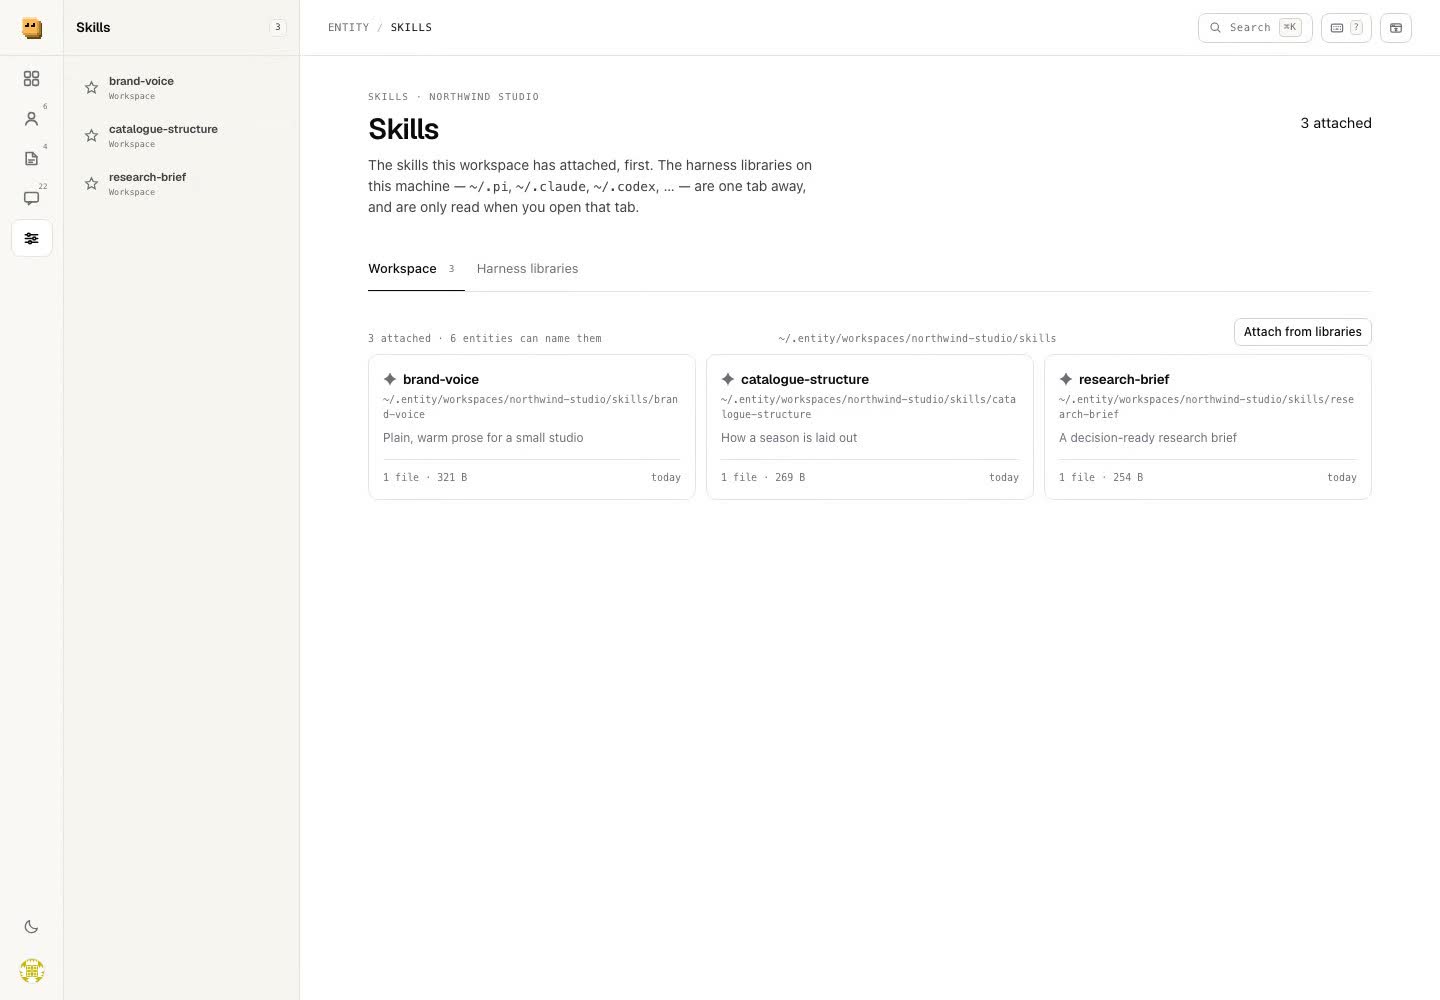 Skills
3
ENTITY / SKILLS
Search ⌘K
?
6
4
22
brand-voice
Workspace
catalogue-structure
Workspace
research-brief
Workspace
SKILLS · NORTHWIND STUDIO
Skills
3 attached
The skills this workspace has attached, first. The harness libraries on
this machine — ~/.pi, ~/.claude, ~/.codex, … — are one tab away,
and are only read when you open that tab.
Workspace 3
Harness libraries
3 attached · 6 entities can name them
~/.entity/workspaces/northwind-studio/skills
Attach from libraries
brand-voice
~/.entity/workspaces/northwind-studio/skills/bran
d-voice
Plain, warm prose for a small studio
1 file · 321 B
today
catalogue-structure
~/.entity/workspaces/northwind-studio/skills/cata
logue-structure
How a season is laid out
1 file · 269 B
today
research-brief
~/.entity/workspaces/northwind-studio/skills/rese
arch-brief
A decision-ready research brief
1 file · 254 B
today